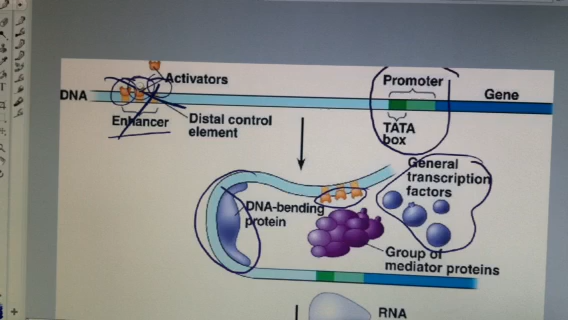 Activators
Promoter
DNA
Gene
Enhancer
Distal control
element
TATA
box
General
transcription
factors
DNA-bending
protein
Group of
mediator proteins
RNA